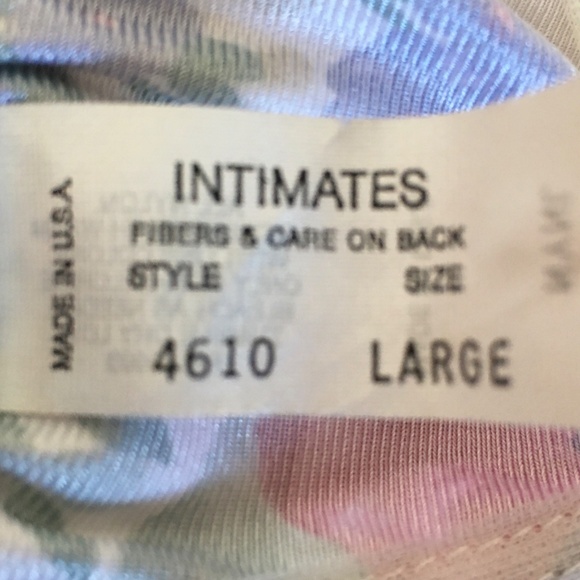 INTIMATES
FIBERS & CARE ON BACK
STYLE SIZE
4610 LARGE
MADE IN U.S.A.